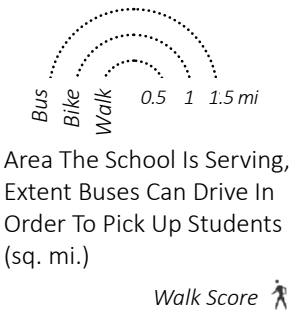 Bus Bike Walk 0.5 1 1.5 mi
Area The School Is Serving,
Extent Buses Can Drive In
Order To Pick Up Students
(sq. mi.)
Walk Score